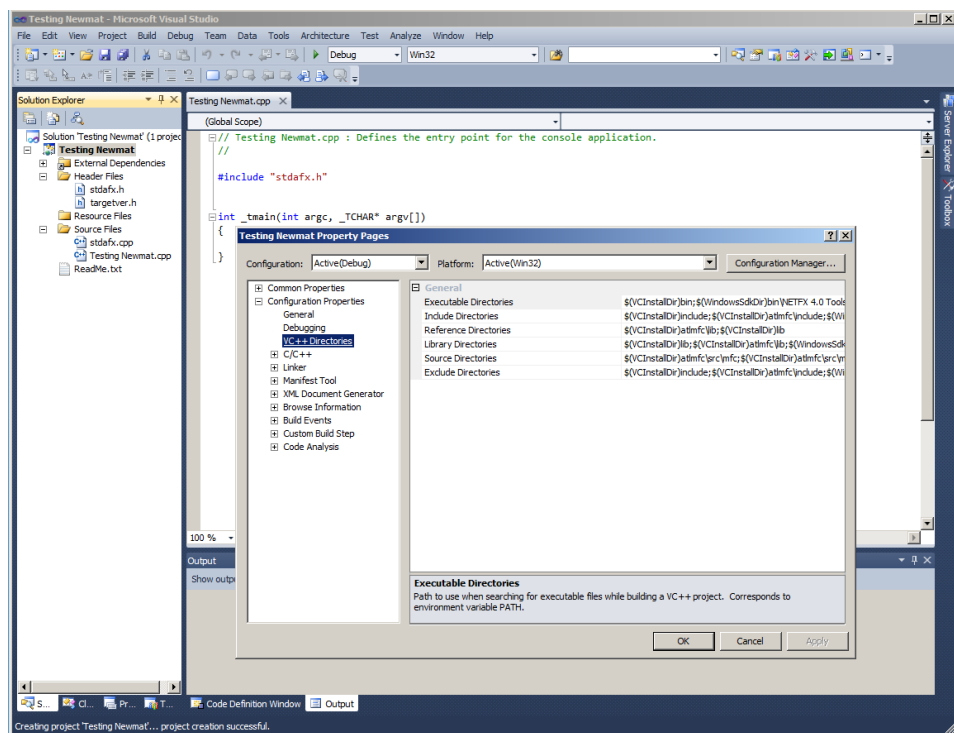 Testing Newmat - Microsoft Visual Studio
File Edit View Project Build Debug Team Data Tools Architecture Test Analyze Window Help
Debug Win32
Solution Explorer
Testing Newmat.cpp
(Global Scope)
Solution 'Testing Newmat' (1 projec
Testing Newmat
External Dependencies
Header Files
stdafx.h
targetver.h
Resource Files
Source Files
stdafx.cpp
Testing Newmat.cpp
ReadMe.txt
// Testing Newmat.cpp : Defines the entry point for the console application.
//
#include "stdafx.h"
int _tmain(int argc, _TCHAR* argv[])
{
}
Server Explorer
Toolbox
Testing Newmat Property Pages
Configuration: Active(Debug) Platform: Active(Win32) Configuration Manager...
Common Properties
Configuration Properties
General
Debugging
VC++ Directories
C/C++
Linker
Manifest Tool
XML Document Generator
Browse Information
Build Events
Custom Build Step
Code Analysis
General
Executable Directories $(VCInstallDir)bin;$(WindowsSdkDir)bin\NETFX 4.0 Tools
Include Directories $(VCInstallDir)include;$(VCInstallDir)atlmfc\include;$(Wi
Reference Directories $(VCInstallDir)atlmfc\lib;$(VCInstallDir)lib
Library Directories $(VCInstallDir)lib;$(VCInstallDir)atlmfc\lib;$(WindowsSdk
Source Directories $(VCInstallDir)atlmfc\src\mfc;$(VCInstallDir)atlmfc\src\m
Exclude Directories $(VCInstallDir)include;$(VCInstallDir)atlmfc\include;$(Wi
Executable Directories
Path to use when searching for executable files while building a VC++ project. Corresponds to
environment variable PATH.
OK Cancel Apply
100 %
Output
Show outp
S... Cl... Pr... T... Code Definition Window Output
Creating project 'Testing Newmat'... project creation successful.